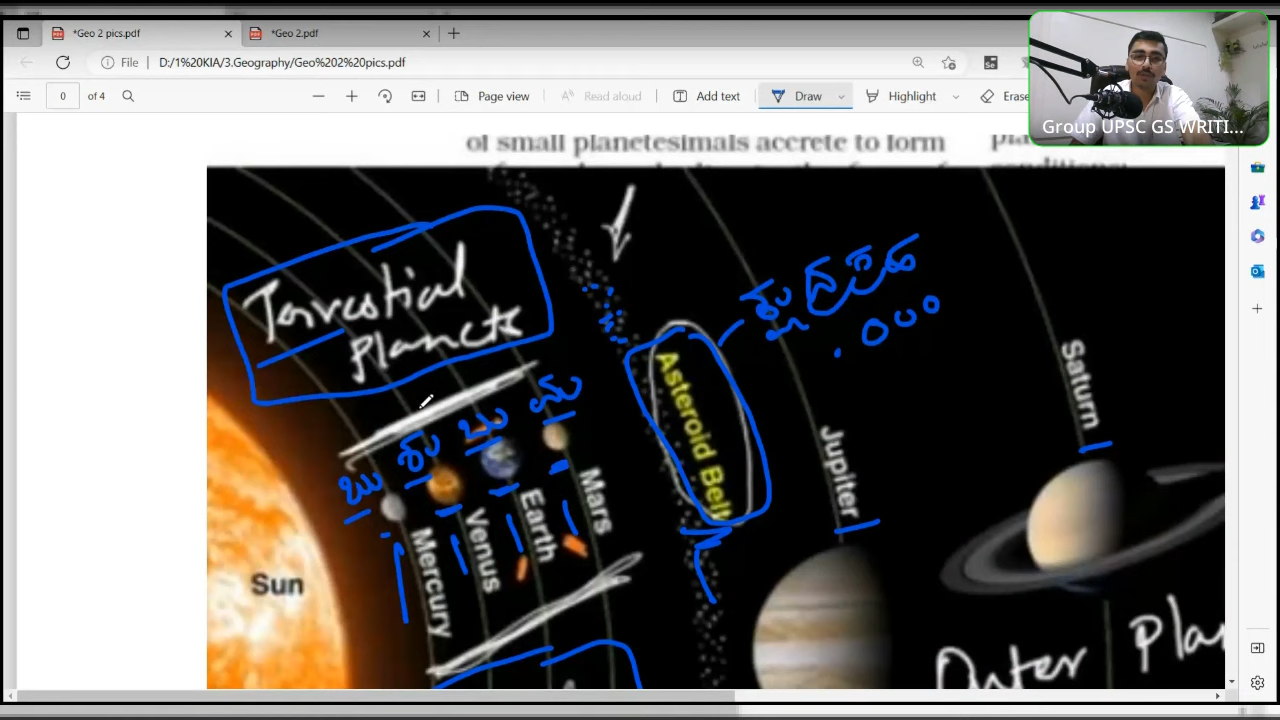 *Geo 2 pics.pdf
*Geo 2.pdf
File
D:/1%20KIA/3.Geography/Geo%202%20pics.pdf
0 of 4
Page view
Read aloud
Add text
Draw
Highlight
Erase
Group UPSC GS WRITI...
of small planetesimals accrete to form
Terrestial
Planets
Asteroid Belt
Sun
Mercury
Venus
Earth
Mars
Jupiter
Saturn
Outer Plan